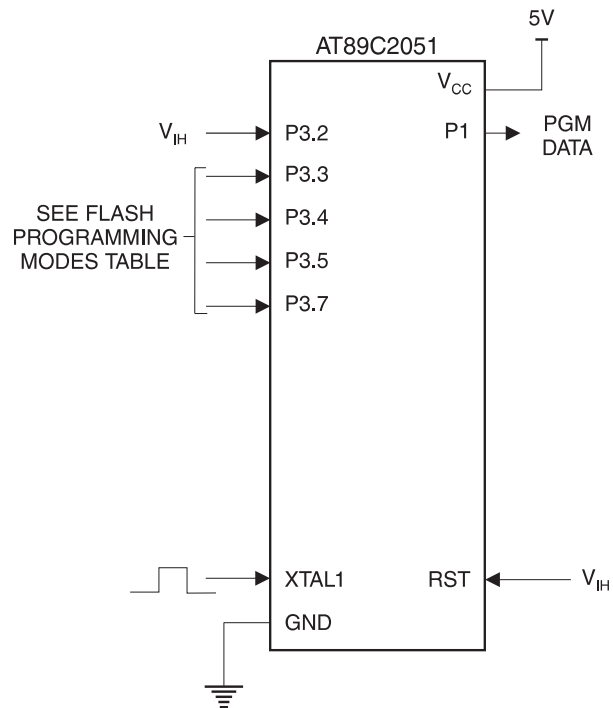 5V
AT89C2051
VCC
VIH
P3.2
P1
PGM
DATA
P3.3
SEE FLASH
PROGRAMMING
MODES TABLE
P3.4
P3.5
P3.7
XTAL1
RST
VIH
GND